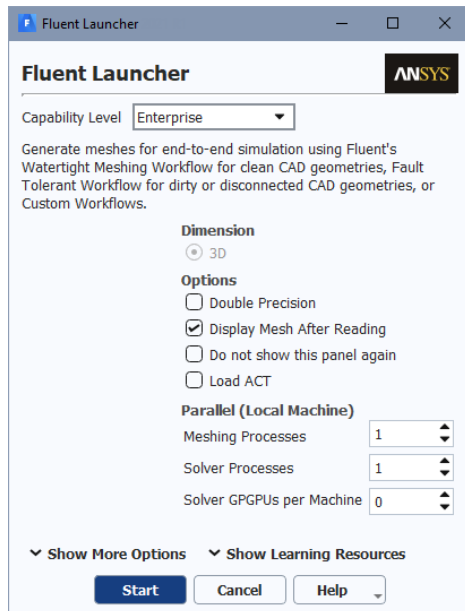 F Fluent Launcher
Fluent Launcher
ANSYS
Capability Level Enterprise
Generate meshes for end-to-end simulation using Fluent's
Watertight Meshing Workflow for clean CAD geometries, Fault
Tolerant Workflow for dirty or disconnected CAD geometries, or
Custom Workflows.
Dimension
3D
Options
Double Precision
Display Mesh After Reading
Do not show this panel again
Load ACT
Parallel (Local Machine)
Meshing Processes 1
Solver Processes 1
Solver GPGPUs per Machine 0
Show More Options Show Learning Resources
Start Cancel Help